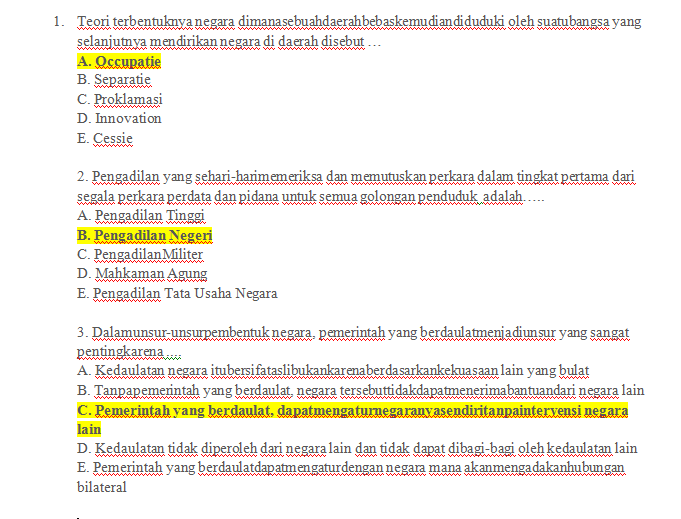 1. Teori terbentuknya negara dimanasebuahdaerahbebaskemudiandiduduki oleh suatubangsa yang
selanjutnya mendirikan negara di daerah disebut …
A. Occupatie
B. Separatie
C. Proklamasi
D. Innovation
E. Cessie
2. Pengadilan yang sehari-harimemeriksa dan memutuskan perkara dalam tingkat pertama dari
segala perkara perdata dan pidana untuk semua golongan penduduk adalah…..
A. Pengadilan Tinggi
B. Pengadilan Negeri
C. PengadilanMiliter
D. Mahkaman Agung
E. Pengadilan Tata Usaha Negara
3. Dalamunsur-unsurpembentuk negara, pemerintah yang berdaulatmenjadiunsur yang sangat
pentingkarena ....
A. Kedaulatan negara itubersifataslibukankarenaberdasarkankekuasaan lain yang bulat
B. Tanpapemerintah yang berdaulat, negara tersebuttidakdapatmenerimabantuandari negara lain
C. Pemerintah yang berdaulat, dapatmengaturnegaranyasendiritanpaintervensi negara
lain
D. Kedaulatan tidak diperoleh dari negara lain dan tidak dapat dibagi-bagi oleh kedaulatan lain
E. Pemerintah yang berdaulatdapatmengaturdengan negara mana akanmengadakanhubungan
bilateral